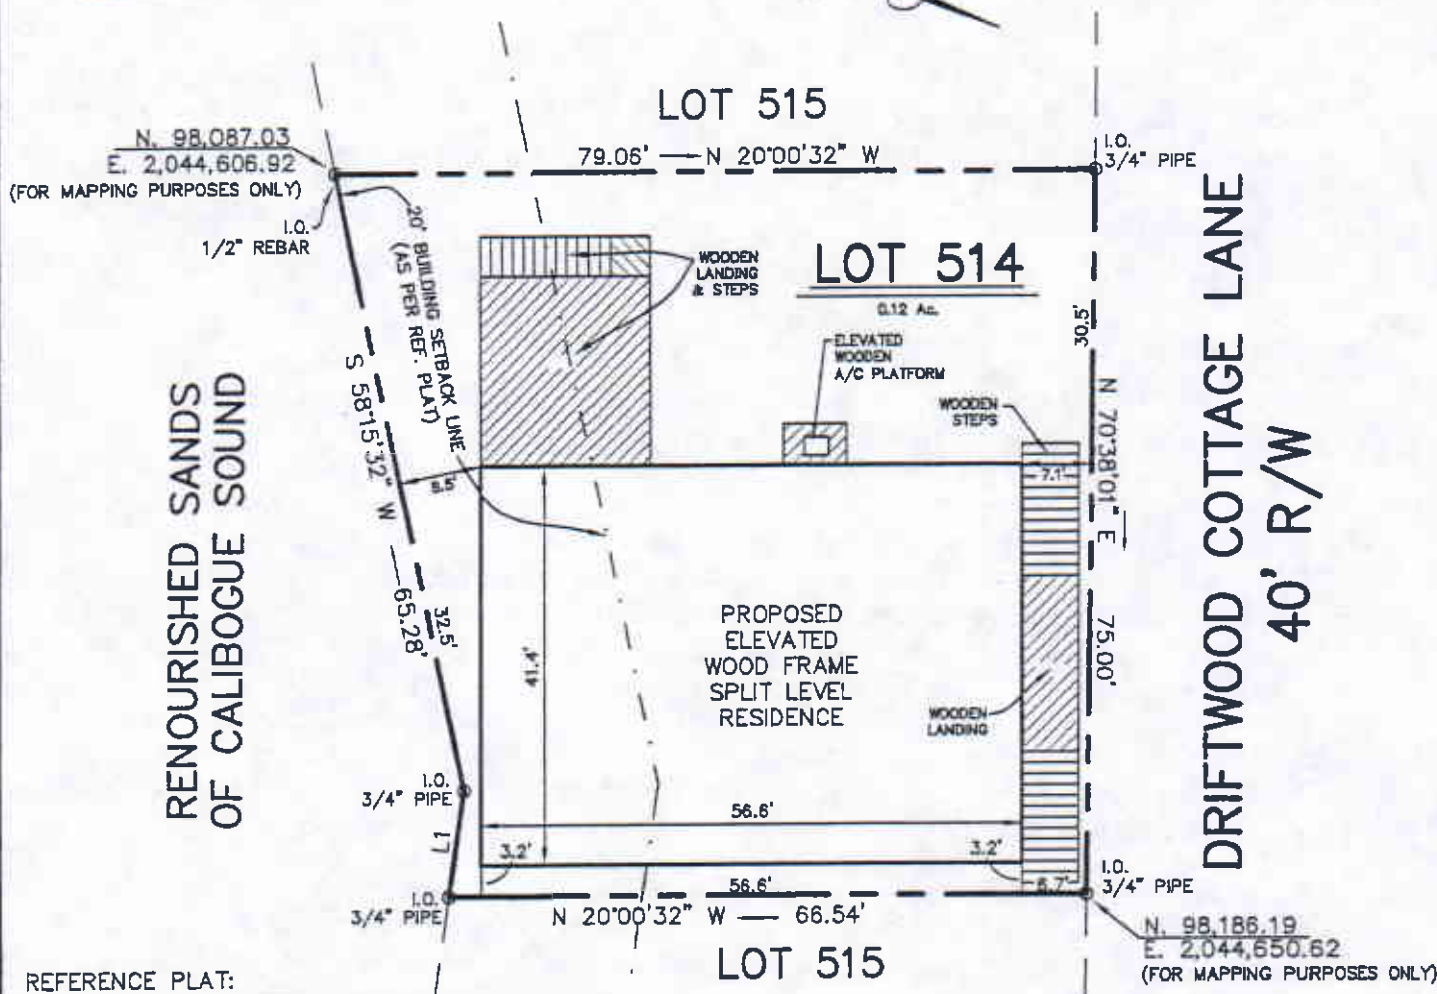 LOT 515
N. 98,087.03
E. 2,044,606.92
(FOR MAPPING PURPOSES ONLY)
79.06' N 20°00'32" W
I.O.
3/4" PIPE
I.O.
1/2" REBAR
20' BUILDING SETBACK LINE
(AS PER REF. PLAT)
WOODEN
LANDING
& STEPS
LOT 514
0.12 Ac.
ELEVATED
WOODEN
A/C PLATFORM
30.5'
WOODEN
STEPS
7.1'
N 70°38'01" E
75.00'
DRIFTWOOD COTTAGE LANE
40' R/W
RENOURISHED SANDS
OF CALIBOGUE SOUND
S 58°15'32" W 65.28'
32.5'
41.4'
PROPOSED
ELEVATED
WOOD FRAME
SPLIT LEVEL
RESIDENCE
WOODEN
LANDING
I.O.
3/4" PIPE
L1
56.6'
3.2'
3.2'
I.O.
3/4" PIPE
56.6'
I.O.
3/4" PIPE
N 20°00'32" W 66.54'
N. 98,186.19
E. 2,044,650.62
(FOR MAPPING PURPOSES ONLY)
LOT 515
REFERENCE PLAT: